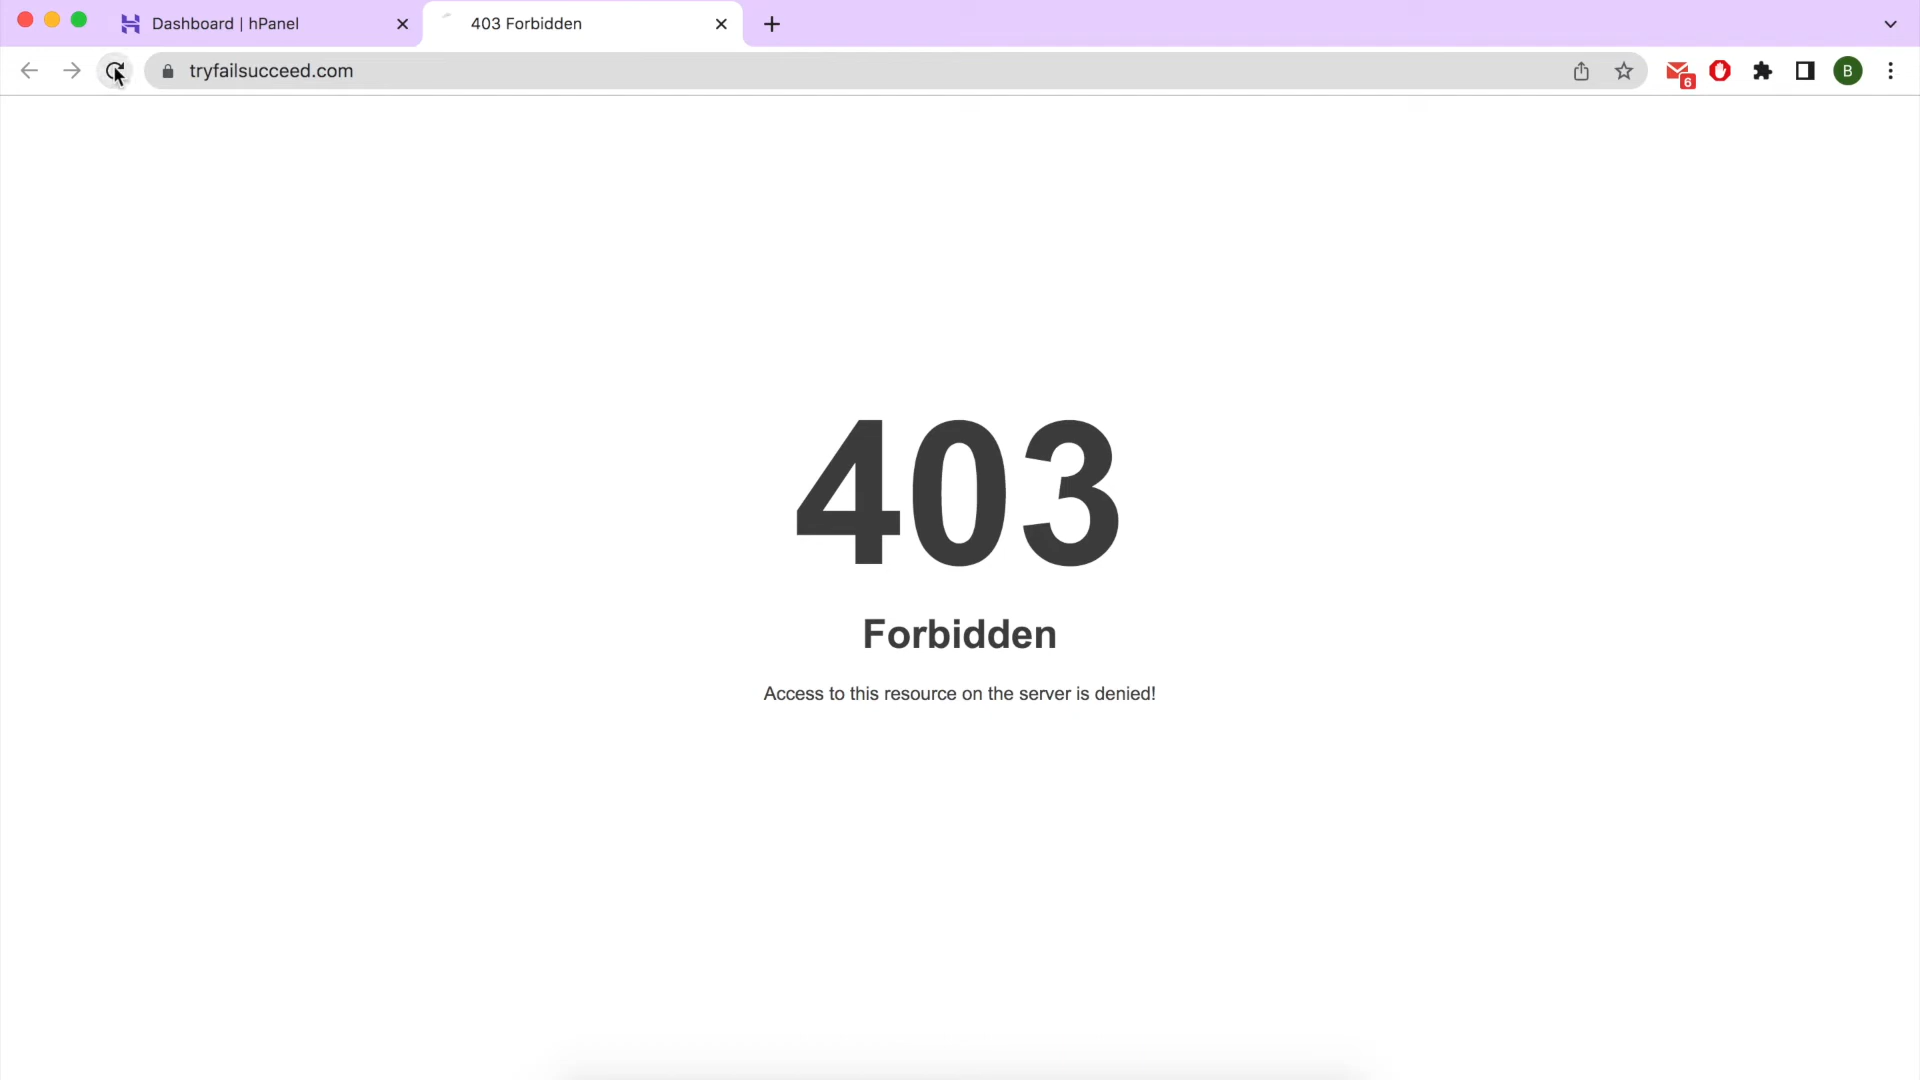 Dashboard | hPanel
403 Forbidden
tryfailsucceed.com
6
B
403
Forbidden
Access to this resource on the server is denied!